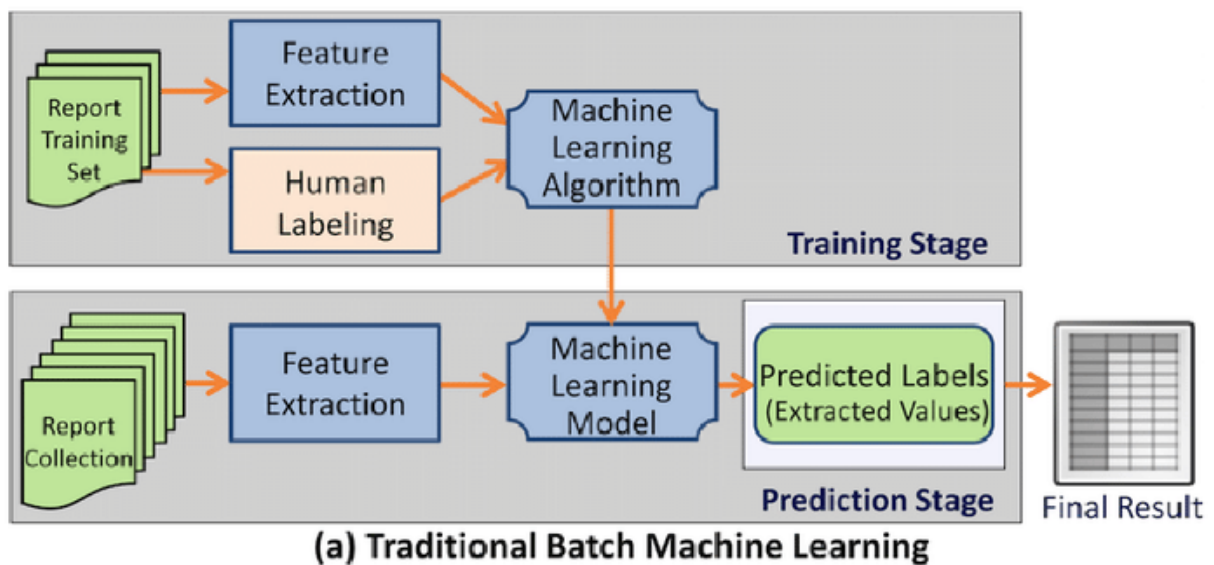 Report
Training
Set
Feature
Extraction
Human
Labeling
Machine
Learning
Algorithm
Training Stage
Report
Collection
Feature
Extraction
Machine
Learning
Model
Predicted Labels
(Extracted Values)
Prediction Stage
Final Result
(a) Traditional Batch Machine Learning